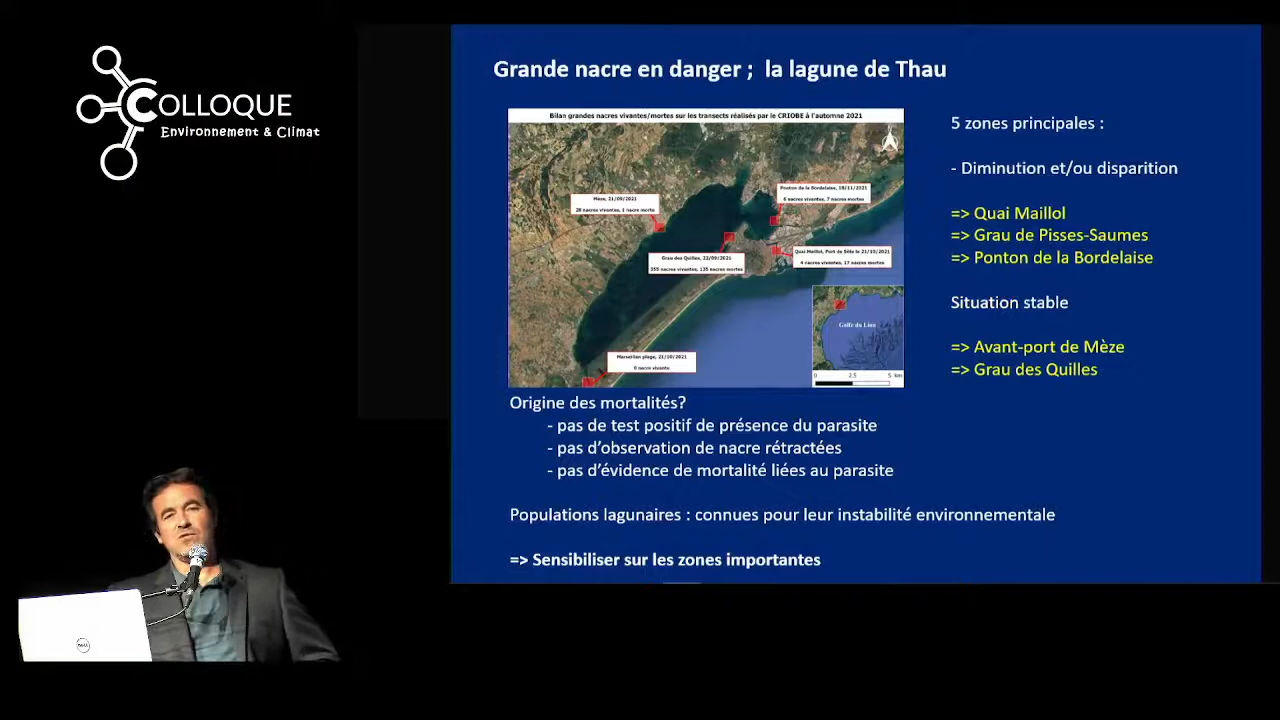 COLLOQUE
Environnement & Climat
Grande nacre en danger ; la lagune de Thau
Bilan grandes nacres vivantes/mortes sur les transects réalisés par le CRIOBE à l'automne 2021
Mèze, 21/09/2021
28 nacres vivantes, 1 nacre morte
Ponton de la Bordelaise, 18/11/2021
6 nacres vivantes, 7 nacres mortes
Grau des Quilles, 22/09/2021
355 nacres vivantes, 135 nacres mortes
Quai Maillol, Port de Sète le 21/10/2021
4 nacres vivantes, 17 nacres mortes
Marseillan plage, 21/10/2021
0 nacre vivante
Golfe du Lion
0 2.5 5 km
5 zones principales :
- Diminution et/ou disparition
=> Quai Maillol
=> Grau de Pisses-Saumes
=> Ponton de la Bordelaise
Situation stable
=> Avant-port de Mèze
=> Grau des Quilles
Origine des mortalités?
- pas de test positif de présence du parasite
- pas d'observation de nacre rétractées
- pas d'évidence de mortalité liées au parasite
Populations lagunaires : connues pour leur instabilité environnementale
=> Sensibiliser sur les zones importantes
DELL